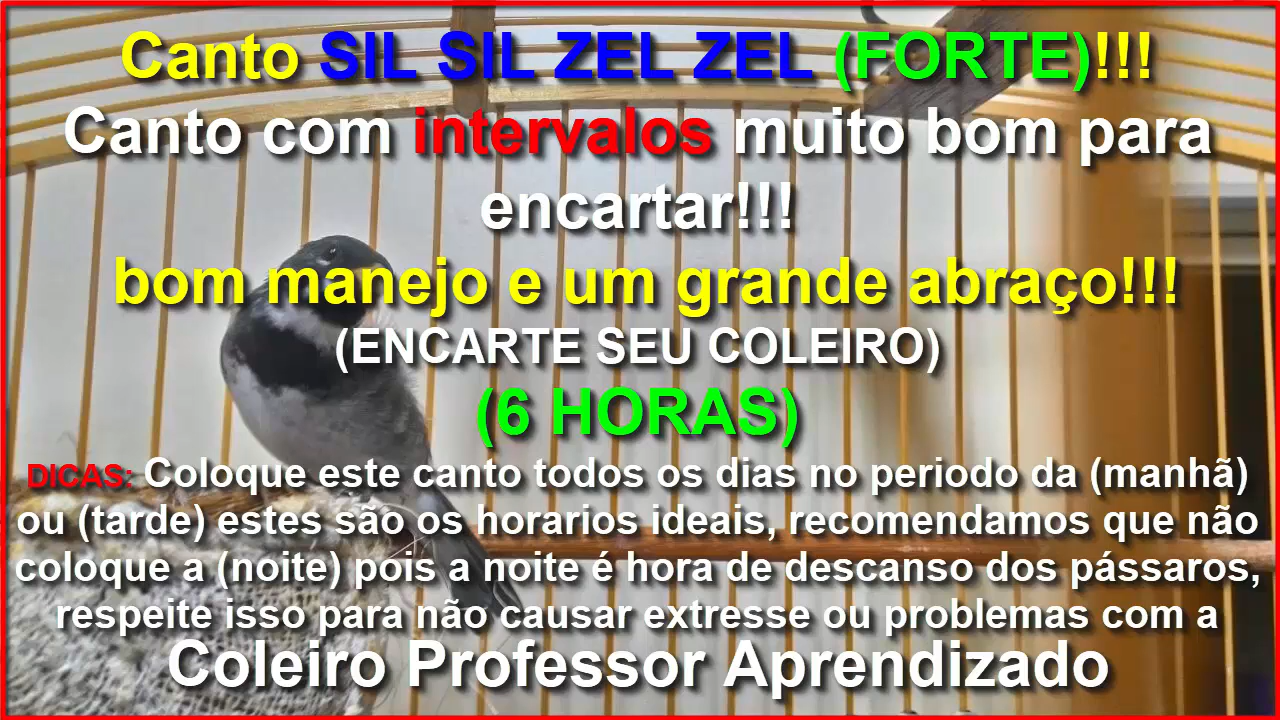 Canto SIL SIL ZEL ZEL (FORTE)!!!
Canto com intervalos muito bom para
encartar!!!
bom manejo e um grande abraço!!!
(ENCARTE SEU COLEIRO)
(6 HORAS)
DICAS: Coloque este canto todos os dias no periodo da (manhã)
ou (tarde) estes são os horarios ideais, recomendamos que não
coloque a (noite) pois a noite é hora de descanso dos pássaros,
respeite isso para não causar extresse ou problemas com a
Coleiro Professor Aprendizado